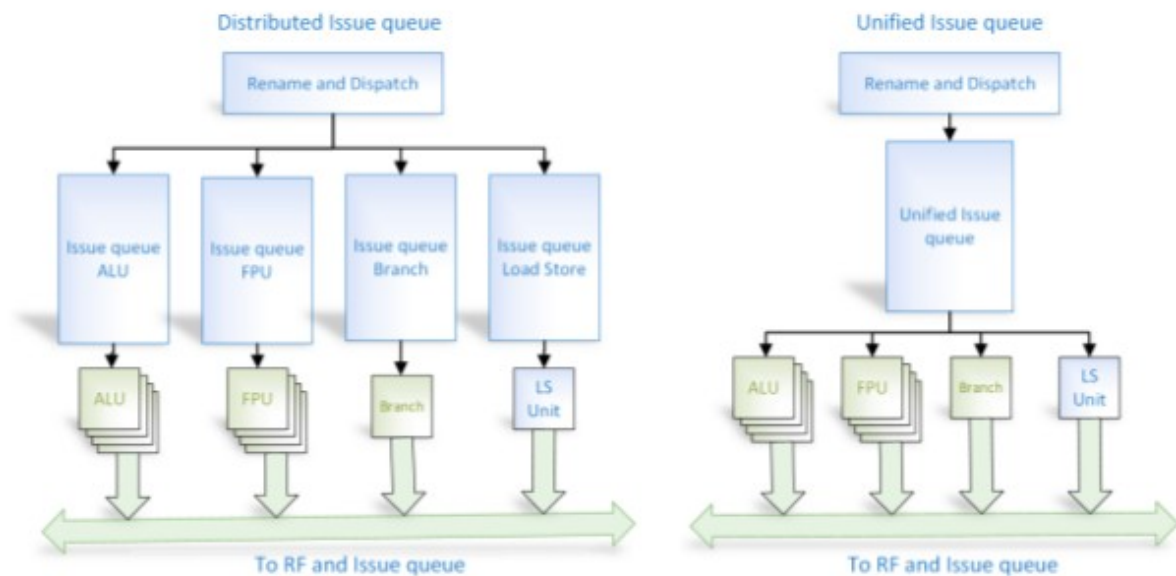 Distributed Issue queue
Rename and Dispatch
Issue queue
ALU
Issue queue
FPU
Issue queue
Branch
Issue queue
Load Store
ALU
FPU
Branch
LS
Unit
To RF and Issue queue
Unified Issue queue
Rename and Dispatch
Unified Issue
queue
ALU
FPU
Branch
LS
Unit
To RF and Issue queue